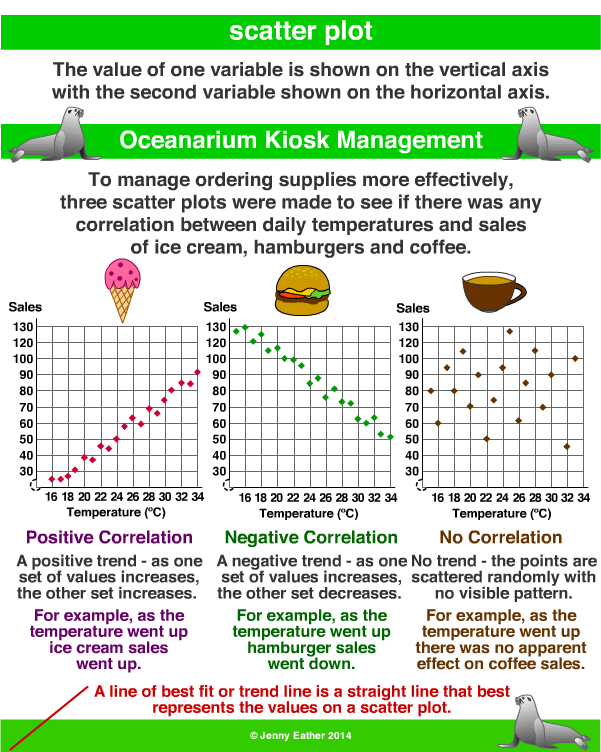 scatter plot
The value of one variable is shown on the vertical axis
with the second variable shown on the horizontal axis.
Oceanarium Kiosk Management
To manage ordering supplies more effectively,
three scatter plots were made to see if there was any
correlation between daily temperatures and sales
of ice cream, hamburgers and coffee.
Sales
130
120
100
90
80
70
60
50
40
30
16 18 20 22 24 26 28 30 32 34
Temperature (ºC)
Positive Correlation
A positive trend - as one
set of values increases,
the other set increases.
For example, as the
temperature went up
ice cream sales
went up.
Sales
130
120
100
90
80
70
60
50
40
30
16 18 20 22 24 26 28 30 32 34
Temperature (ºC)
Negative Correlation
A negative trend - as one
set of values increases,
the other set decreases.
For example, as the
temperature went up
hamburger sales
went down.
Sales
130
120
100
90
80
70
60
50
40
30
16 18 20 22 24 26 28 30 32 34
Temperature (ºC)
No Correlation
No trend - the points are
scattered randomly with
no visible pattern.
For example, as the
temperature went up
there was no apparent
effect on coffee sales.
A line of best fit or trend line is a straight line that best
represents the values on a scatter plot.
© Jenny Eather 2014